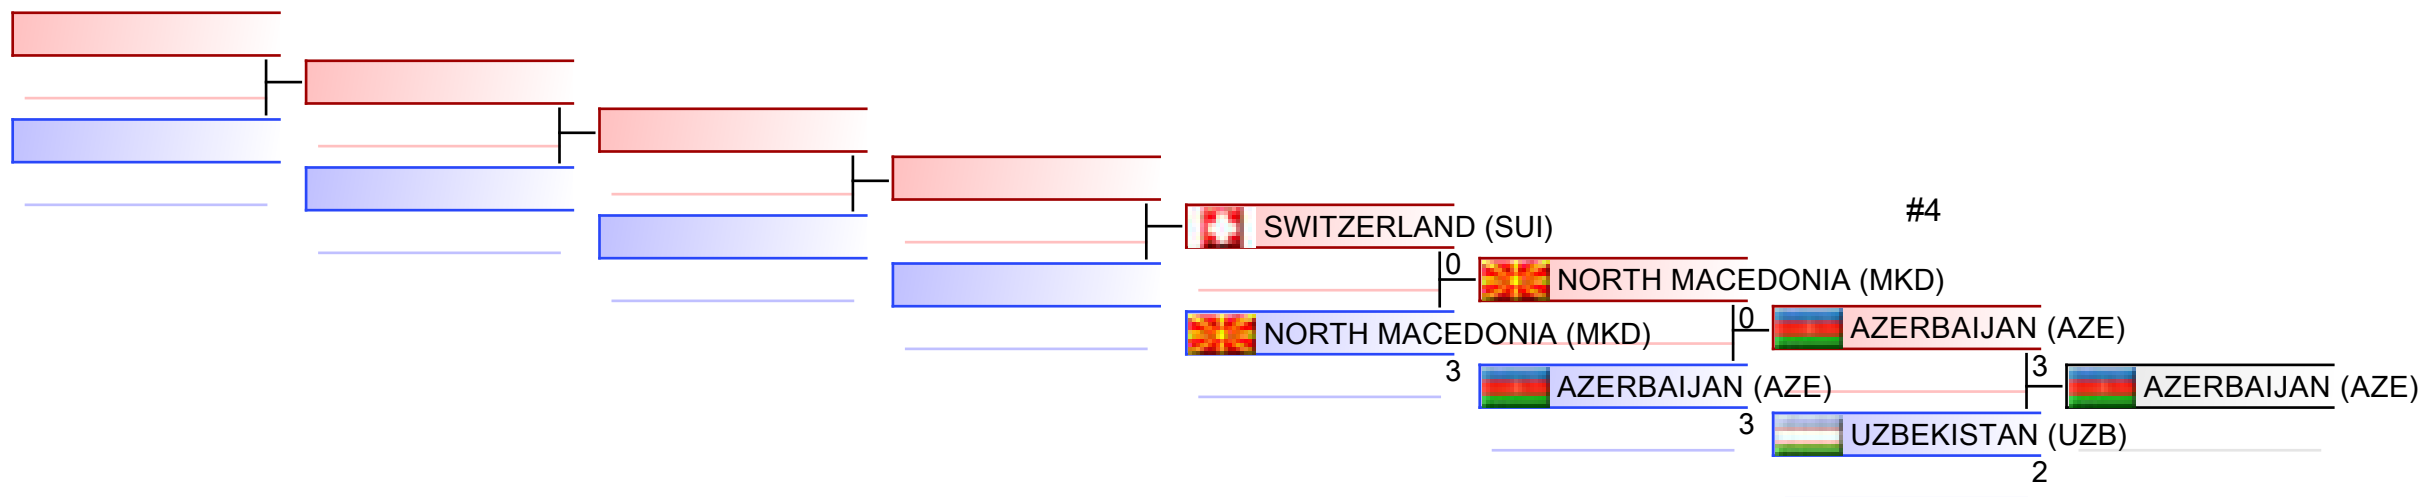 #4
SWITZERLAND (SUI)
0
NORTH MACEDONIA (MKD)
0
AZERBAIJAN (AZE)
NORTH MACEDONIA (MKD)
3
3
AZERBAIJAN (AZE)
AZERBAIJAN (AZE)
3
UZBEKISTAN (UZB)
2